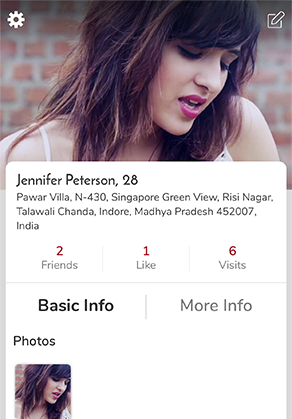 Jennifer Peterson, 28
Pawar Villa, N-430, Singapore Green View, Risi Nagar,
Talawali Chanda, Indore, Madhya Pradesh 452007,
India
2 1 6
Friends Like Visits
Basic Info More Info
Photos